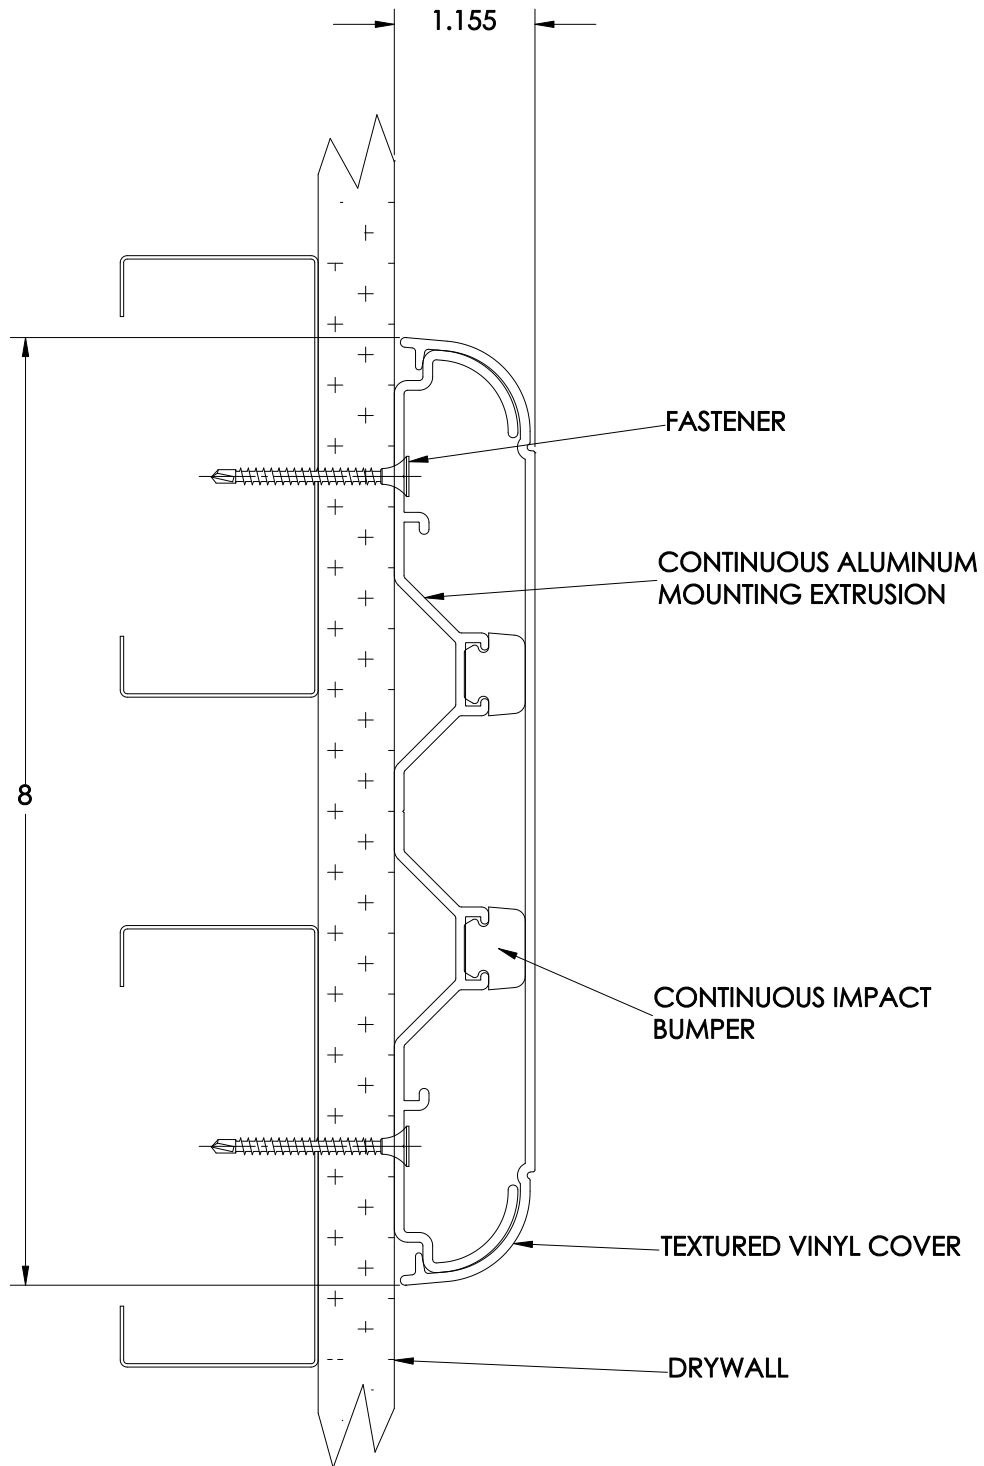 1.155
FASTENER
CONTINUOUS ALUMINUM
MOUNTING EXTRUSION
8
CONTINUOUS IMPACT
BUMPER
TEXTURED VINYL COVER
DRYWALL